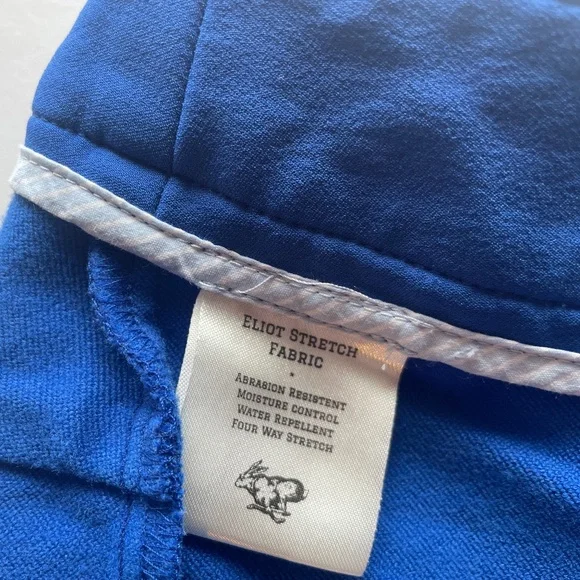 ELIOT STRETCH
FABRIC
•
ABRASION RESISTENT
MOISTURE CONTROL
WATER REPELLENT
FOUR WAY STRETCH